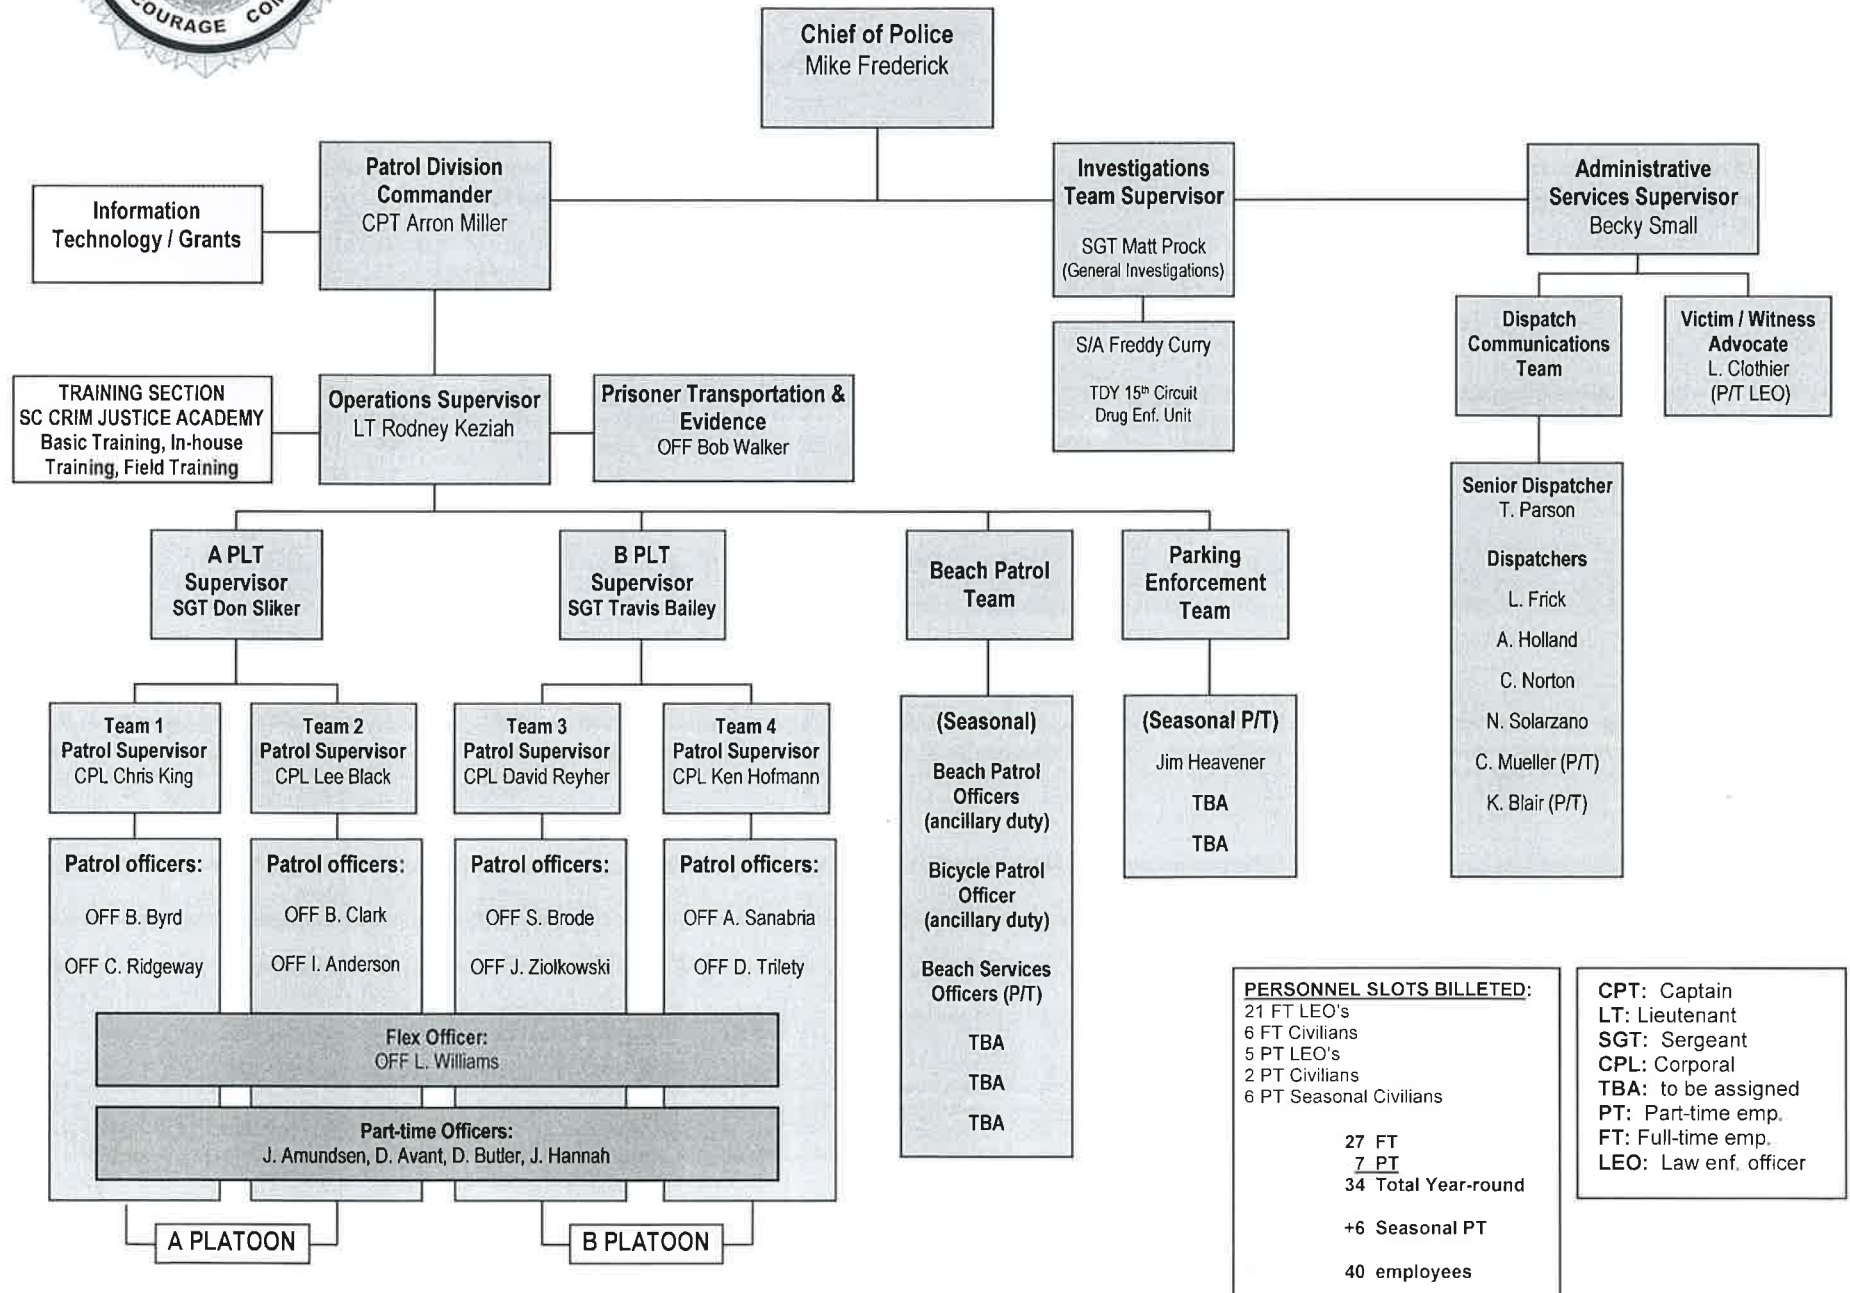 COURAGE
Chief of Police
Mike Frederick
Patrol Division
Commander
CPT Arron Miller
Information
Technology / Grants
Investigations
Team Supervisor
SGT Matt Prock
(General Investigations)
Administrative
Services Supervisor
Becky Small
S/A Freddy Curry
TDY 15th Circuit
Drug Enf. Unit
Dispatch
Communications
Team
Victim / Witness
Advocate
L. Clothier
(P/T LEO)
TRAINING SECTION
SC CRIM JUSTICE ACADEMY
Basic Training, In-house
Training, Field Training
Operations Supervisor
LT Rodney Keziah
Prisoner Transportation &
Evidence
OFF Bob Walker
Senior Dispatcher
T. Parson
Dispatchers
L. Frick
A. Holland
C. Norton
N. Solarzano
C. Mueller (P/T)
K. Blair (P/T)
A PLT
Supervisor
SGT Don Sliker
B PLT
Supervisor
SGT Travis Bailey
Beach Patrol
Team
Parking
Enforcement
Team
Team 1
Patrol Supervisor
CPL Chris King
Team 2
Patrol Supervisor
CPL Lee Black
Team 3
Patrol Supervisor
CPL David Reyher
Team 4
Patrol Supervisor
CPL Ken Hofmann
(Seasonal)
Beach Patrol
Officers
(ancillary duty)
Bicycle Patrol
Officer
(ancillary duty)
Beach Services
Officers (P/T)
TBA
TBA
TBA
(Seasonal P/T)
Jim Heavener
TBA
TBA
Patrol officers:
OFF B. Byrd
OFF C. Ridgeway
Patrol officers:
OFF B. Clark
OFF I. Anderson
Patrol officers:
OFF S. Brode
OFF J. Ziolkowski
Patrol officers:
OFF A. Sanabria
OFF D. Trilety
Flex Officer:
OFF L. Williams
Part-time Officers:
J. Amundsen, D. Avant, D. Butler, J. Hannah
A PLATOON
B PLATOON
PERSONNEL SLOTS BILLETED:
21 FT LEO's
6 FT Civilians
5 PT LEO's
2 PT Civilians
6 PT Seasonal Civilians
27 FT
7 PT
34 Total Year-round
+6 Seasonal PT
40 employees
CPT: Captain
LT: Lieutenant
SGT: Sergeant
CPL: Corporal
TBA: to be assigned
PT: Part-time emp.
FT: Full-time emp.
LEO: Law enf. officer